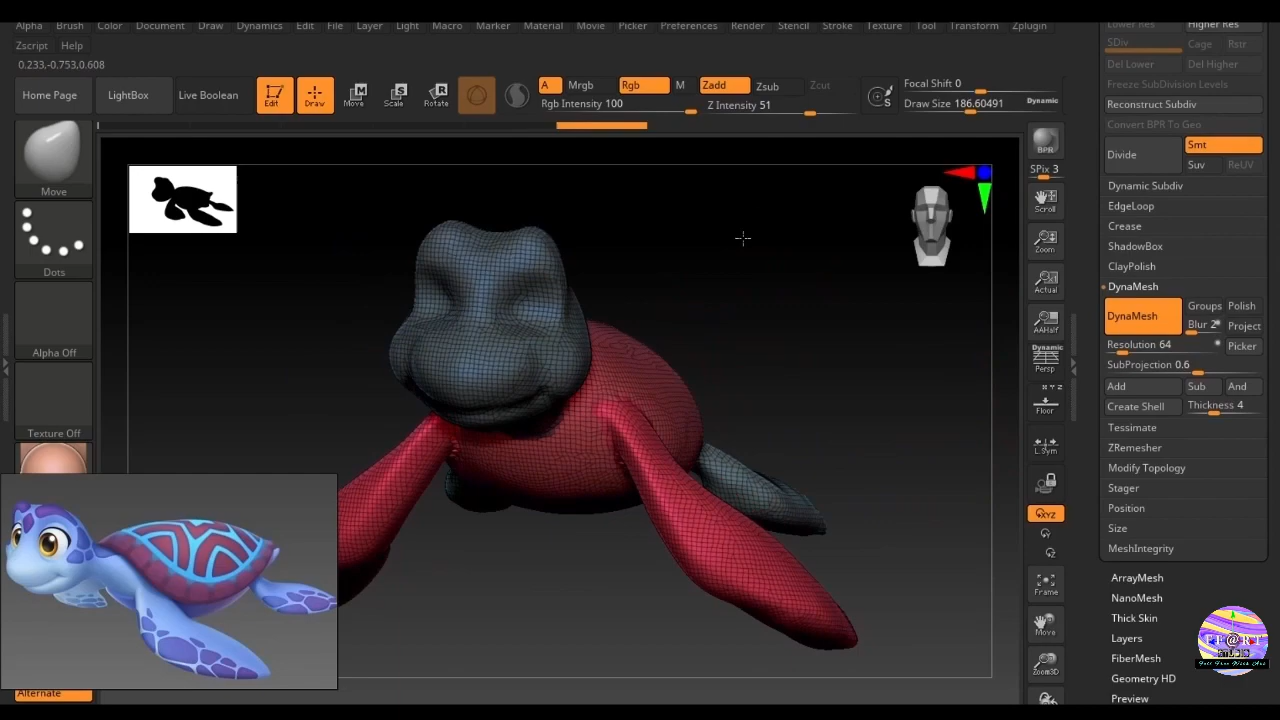 Alpha Brush Color Document Draw Dynamics Edit File Layer Light Macro Marker Material Movie Picker Preferences Render Stencil Stroke Texture Tool Transform Zplugin
Zscript Help
0.233,-0.753,0.608
Home Page LightBox Live Boolean Edit Draw Move Scale Rotate
A Mrgb Rgb M Zadd Zsub Zcut
Rgb Intensity 100 Z Intensity 51
S
Focal Shift 0
Draw Size 186.60491 Dynamic
Move
Dots
Alpha Off
Texture Off
Alternate
BPR
SPix 3
Scroll
Zoom
Actual
AAHalf
Dynamic
Persp
X Y Z
Floor
L.Sym
XYZ
Y
Z
Frame
Move
Zoom3D
Lower Res Higher Res
SDiv Cage Rstr
Del Lower Del Higher
Freeze SubDivision Levels
Reconstruct Subdiv
Convert BPR To Geo
Divide Smt
Suv ReUV
Dynamic Subdiv
EdgeLoop
Crease
ShadowBox
ClayPolish
DynaMesh
DynaMesh Groups Polish
Blur 2 Project
Resolution 64 Picker
SubProjection 0.6
Add Sub And
Create Shell Thickness 4
Tessimate
ZRemesher
Modify Topology
Stager
Position
Size
MeshIntegrity
ArrayMesh
NanoMesh
Thick Skin
Layers
FiberMesh
Geometry HD
Preview